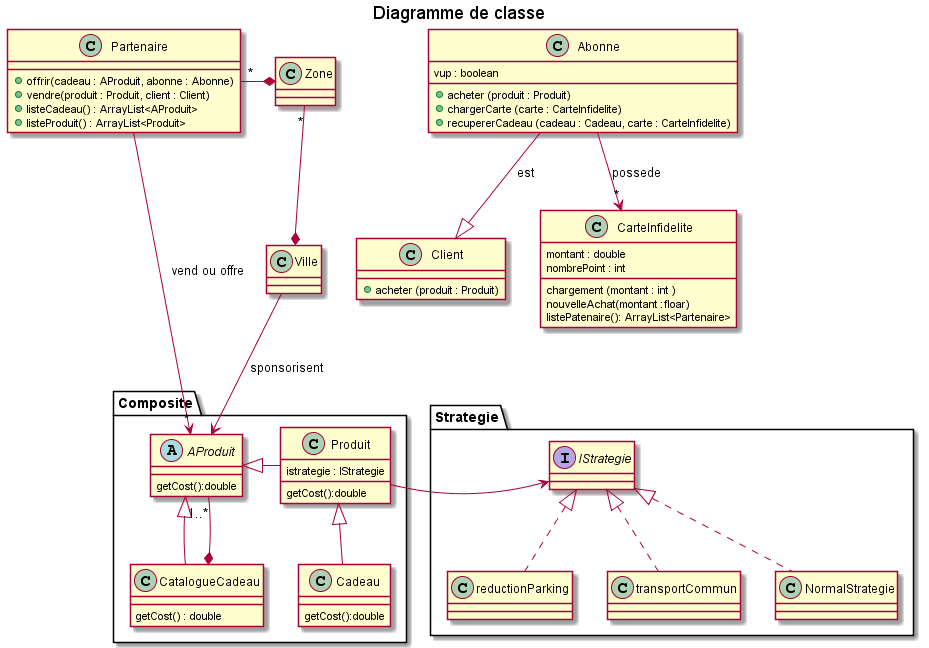 Diagramme de classe
C Partenaire
offrir(cadeau : AProduit, abonne : Abonne)
vendre(produit : Produit, client : Client)
listeCadeau() : ArrayList<AProduit>
listeProduit() : ArrayList<Produit>
*
C Zone
*
C Abonne
vup : boolean
acheter (produit : Produit)
chargerCarte (carte : CarteInfidelite)
recupererCadeau (cadeau : Cadeau, carte : CarteInfidelite)
est
possede
*
C Ville
C Client
acheter (produit : Produit)
C CarteInfidelite
montant : double
nombrePoint : int
chargement (montant : int )
nouvelleAchat(montant :floar)
listePatenaire(): ArrayList<Partenaire>
vend ou offre
sponsorisent
Composite
A AProduit
getCost():double
C Produit
istrategie : IStrategie
getCost():double
1..*
C CatalogueCadeau
getCost() : double
C Cadeau
getCost():double
Strategie
I IStrategie
C reductionParking
C transportCommun
C NormalStrategie